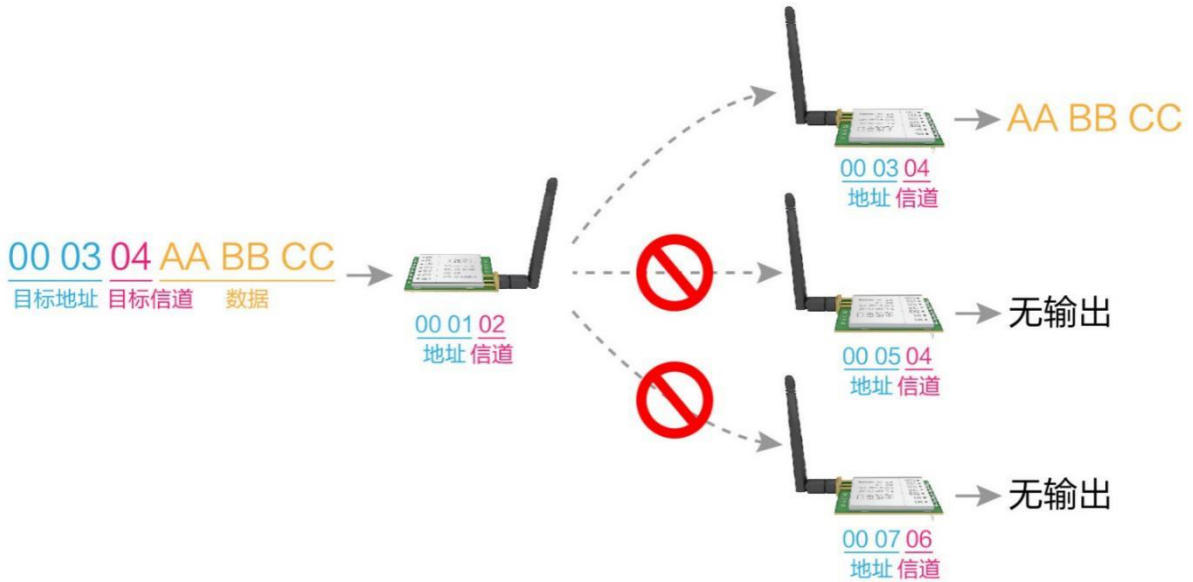 00 03 04 AA BB CC
目标地址 目标信道 数据
00 01 02
地址 信道
AA BB CC
00 03 04
地址 信道
无输出
00 05 04
地址 信道
无输出
00 07 06
地址 信道